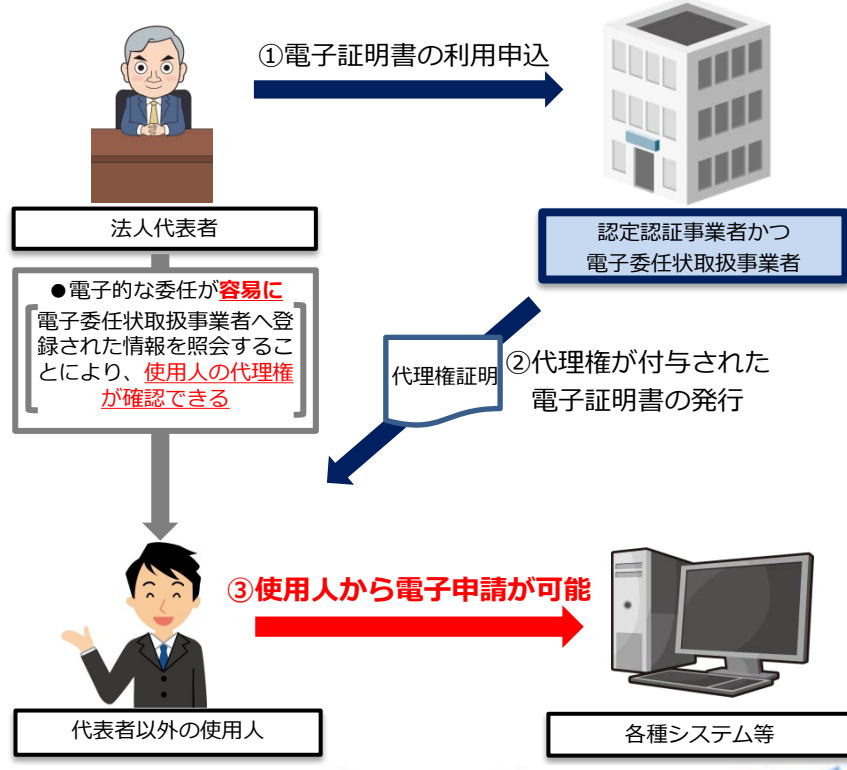 ①電子証明書の利用申込
法人代表者
認定認証事業者かつ
電子委任状取扱事業者
●電子的な委任が容易に
電子委任状取扱事業者へ登
録された情報を照会するこ
とにより、使用人の代理権
が確認できる
代理権証明
②代理権が付与された
電子証明書の発行
③使用人から電子申請が可能
代表者以外の使用人
各種システム等